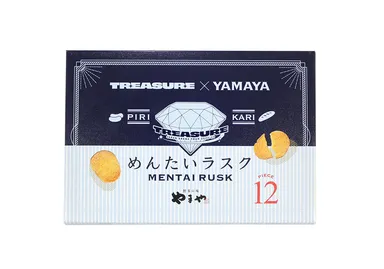 TREASURE × YAMAYA
PIRI KARI
TREASURE
めんたいラスク
MENTAI RUSK
PIECE
12
やまや